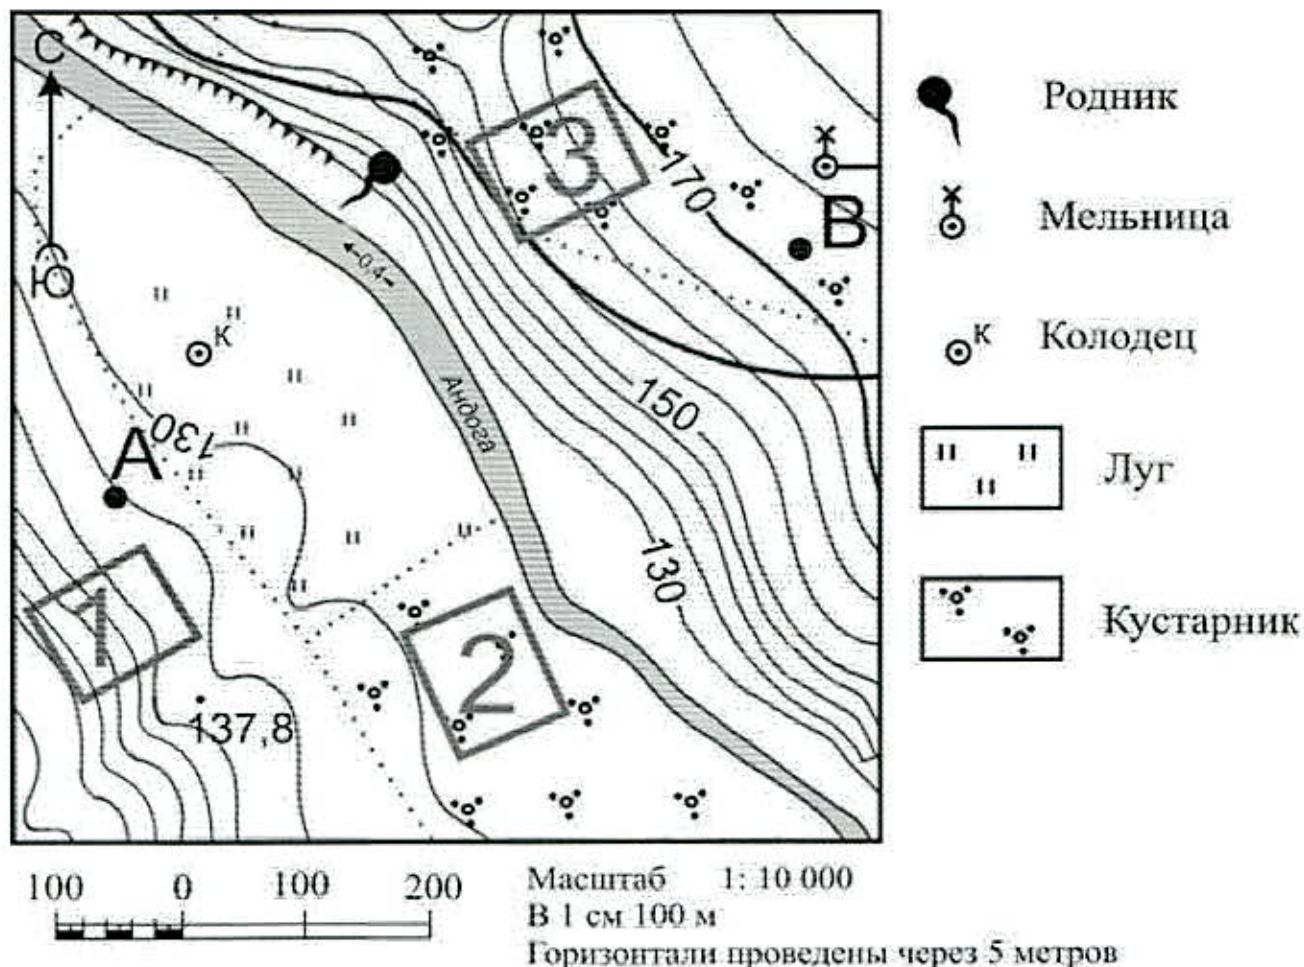 С
Ю
3
170
В
0,4
К
Андога
130
А
150
130
1
2
137,8
Родник
Мельница
К
Колодец
Луг
Кустарник
100 0 100 200
Масштаб 1: 10 000
В 1 см 100 м
Горизонтали проведены через 5 метров